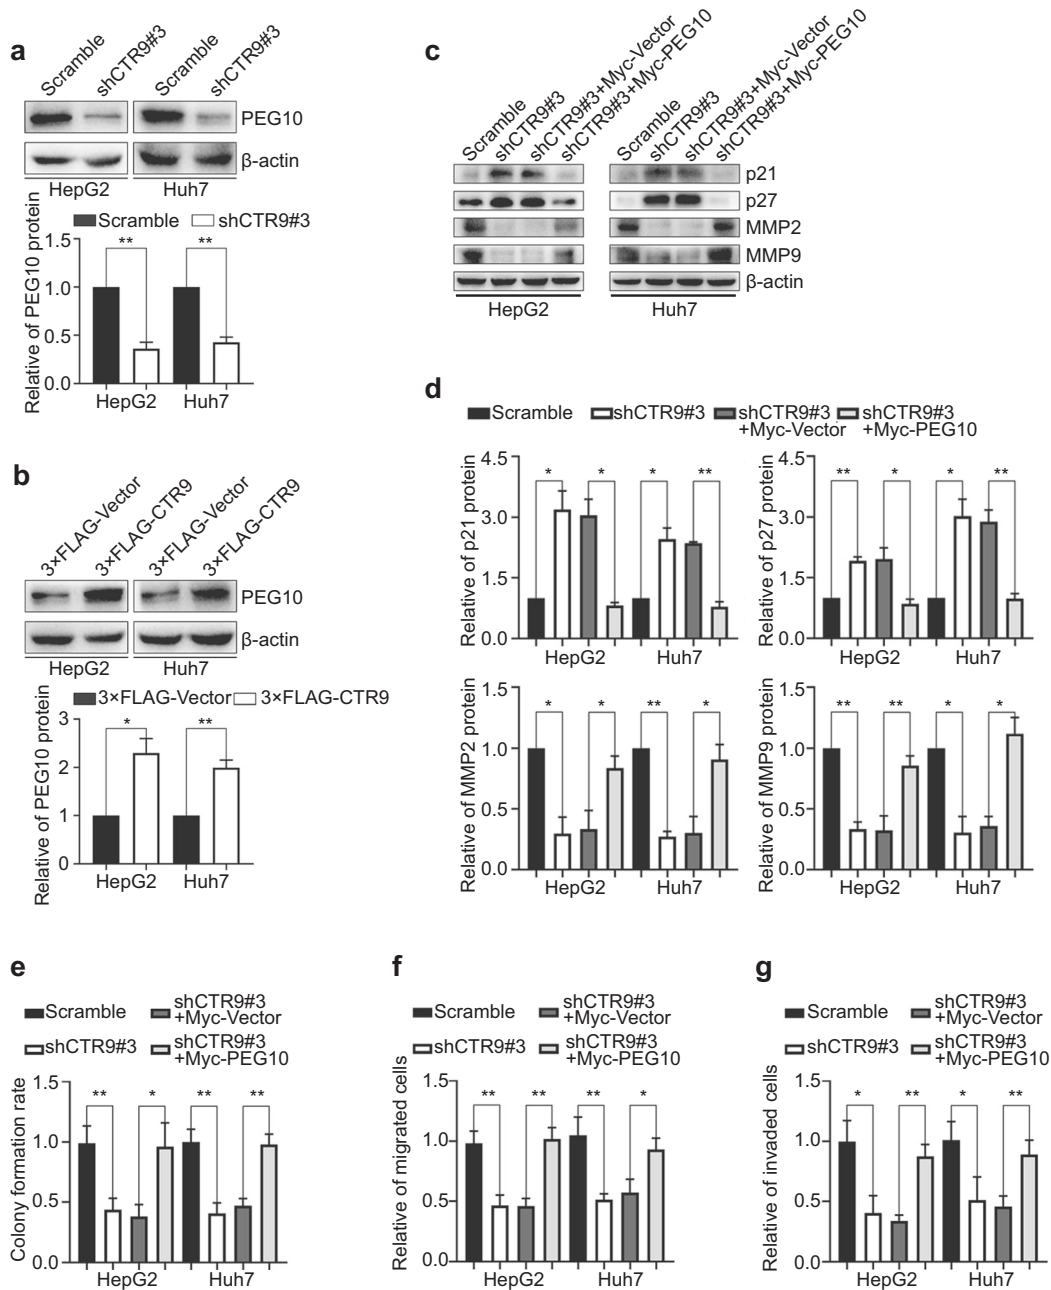 a
Scramble
shCTR9#3
Scramble
shCTR9#3
PEG10
β-actin
HepG2
Huh7
Scramble
shCTR9#3
Relative of PEG10 protein
1.5
1.0
0.5
0.0
**
**
HepG2
Huh7
b
3×FLAG-Vector
3×FLAG-CTR9
3×FLAG-Vector
3×FLAG-CTR9
PEG10
β-actin
HepG2
Huh7
3×FLAG-Vector
3×FLAG-CTR9
Relative of PEG10 protein
3
2
1
0
*
**
HepG2
Huh7
c
Scramble
shCTR9#3
shCTR9#3+Myc-Vector
shCTR9#3+Myc-PEG10
Scramble
shCTR9#3
shCTR9#3+Myc-Vector
shCTR9#3+Myc-PEG10
p21
p27
MMP2
MMP9
β-actin
HepG2
Huh7
d
Scramble
shCTR9#3
shCTR9#3
+Myc-Vector
shCTR9#3
+Myc-PEG10
Relative of p21 protein
4.5
3.0
1.5
0.0
*
*
*
**
HepG2
Huh7
Relative of p27 protein
4.5
3.0
1.5
0.0
**
*
*
**
HepG2
Huh7
Relative of MMP2 protein
1.5
1.0
0.5
0.0
*
*
**
*
HepG2
Huh7
Relative of MMP9 protein
1.5
1.0
0.5
0.0
**
**
*
*
HepG2
Huh7
e
Scramble
shCTR9#3
+Myc-Vector
shCTR9#3
shCTR9#3
+Myc-PEG10
Colony formation rate
1.5
1.0
0.5
0.0
**
*
**
**
HepG2
Huh7
f
Scramble
shCTR9#3
+Myc-Vector
shCTR9#3
shCTR9#3
+Myc-PEG10
Relative of migrated cells
1.5
1.0
0.5
0.0
**
**
**
*
HepG2
Huh7
g
Scramble
shCTR9#3
+Myc-Vector
shCTR9#3
shCTR9#3
+Myc-PEG10
Relative of invaded cells
1.5
1.0
0.5
0.0
*
**
*
**
HepG2
Huh7